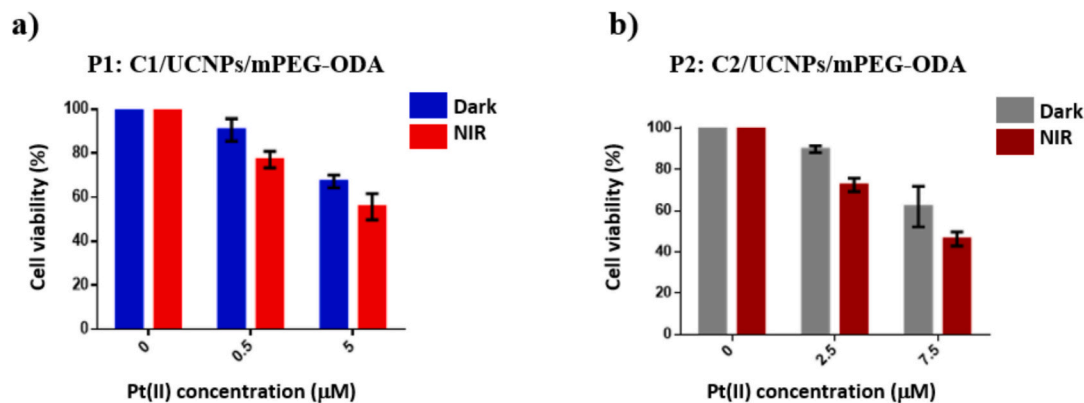 a)
P1: C1/UCNPs/mPEG-ODA
Dark
NIR
Cell viability (%)
100
80
60
40
20
0
0
0.5
5
Pt(II) concentration (μM)
b)
P2: C2/UCNPs/mPEG-ODA
Dark
NIR
Cell viability (%)
100
80
60
40
20
0
0
2.5
7.5
Pt(II) concentration (μM)